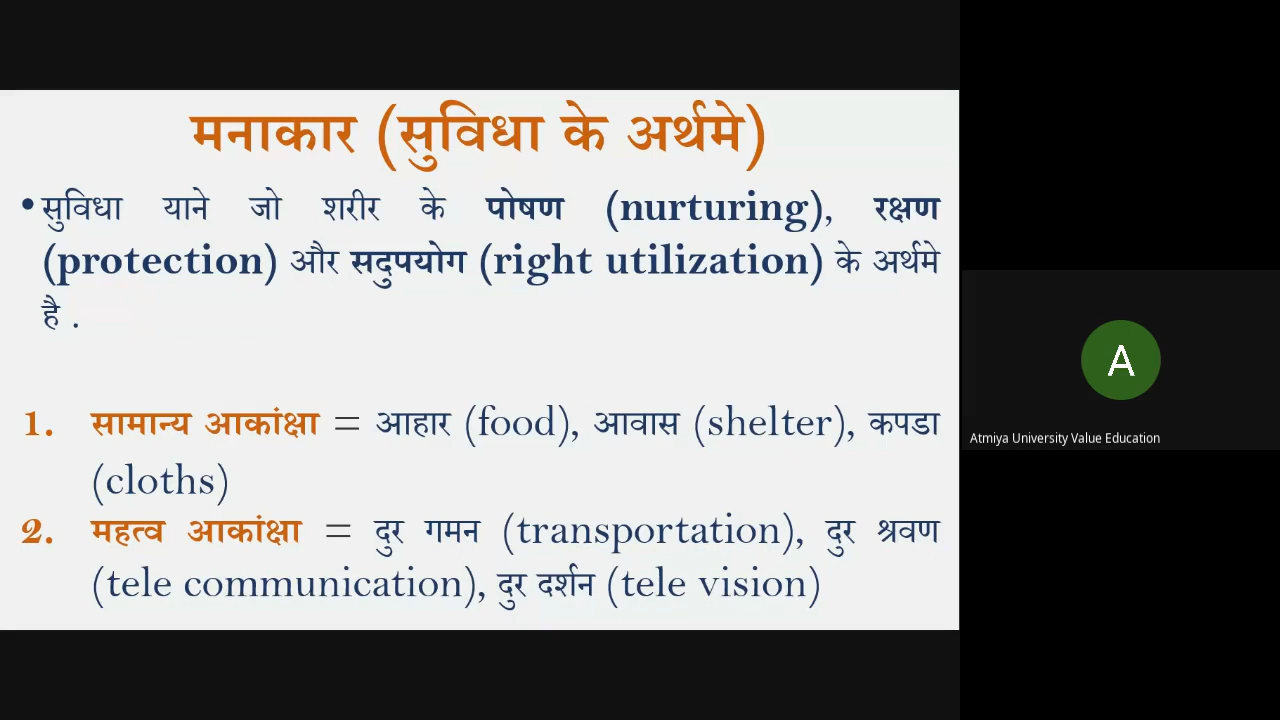 मनाकार (सुविधा के अर्थमे)
•सुविधा याने जो शरीर के पोषण (nurturing), रक्षण
(protection) और सदुपयोग (right utilization) के अर्थमे
है .
1. सामान्य आकांक्षा = आहार (food), आवास (shelter), कपडा
(cloths)
2. महत्व आकांक्षा = दुर गमन (transportation), दुर श्रवण
(tele communication), दुर दर्शन (tele vision)
A
Atmiya University Value Education